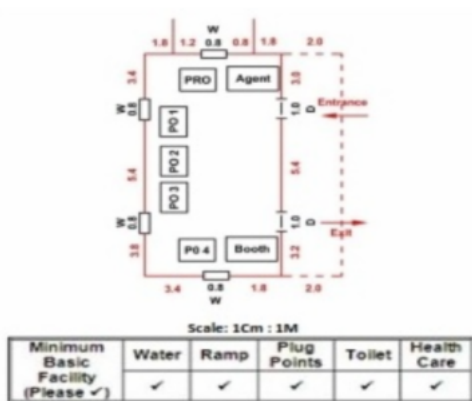 W
1.8 1.2 0.8 0.8 1.8 2.0
3.4 PRO Agent 3.0
Entrance
W 0.8 PO 1 1.0 D
5.4 PO 2 5.4
PO 3
W 0.8 1.0 D
Exit
3.8 PO 4 Booth 3.2
3.4 0.8 1.8 2.0
W
Scale: 1Cm : 1M
Minimum Basic Facility (Please ✓) Water Ramp Plug Points Toilet Health Care
✓ ✓ ✓ ✓ ✓